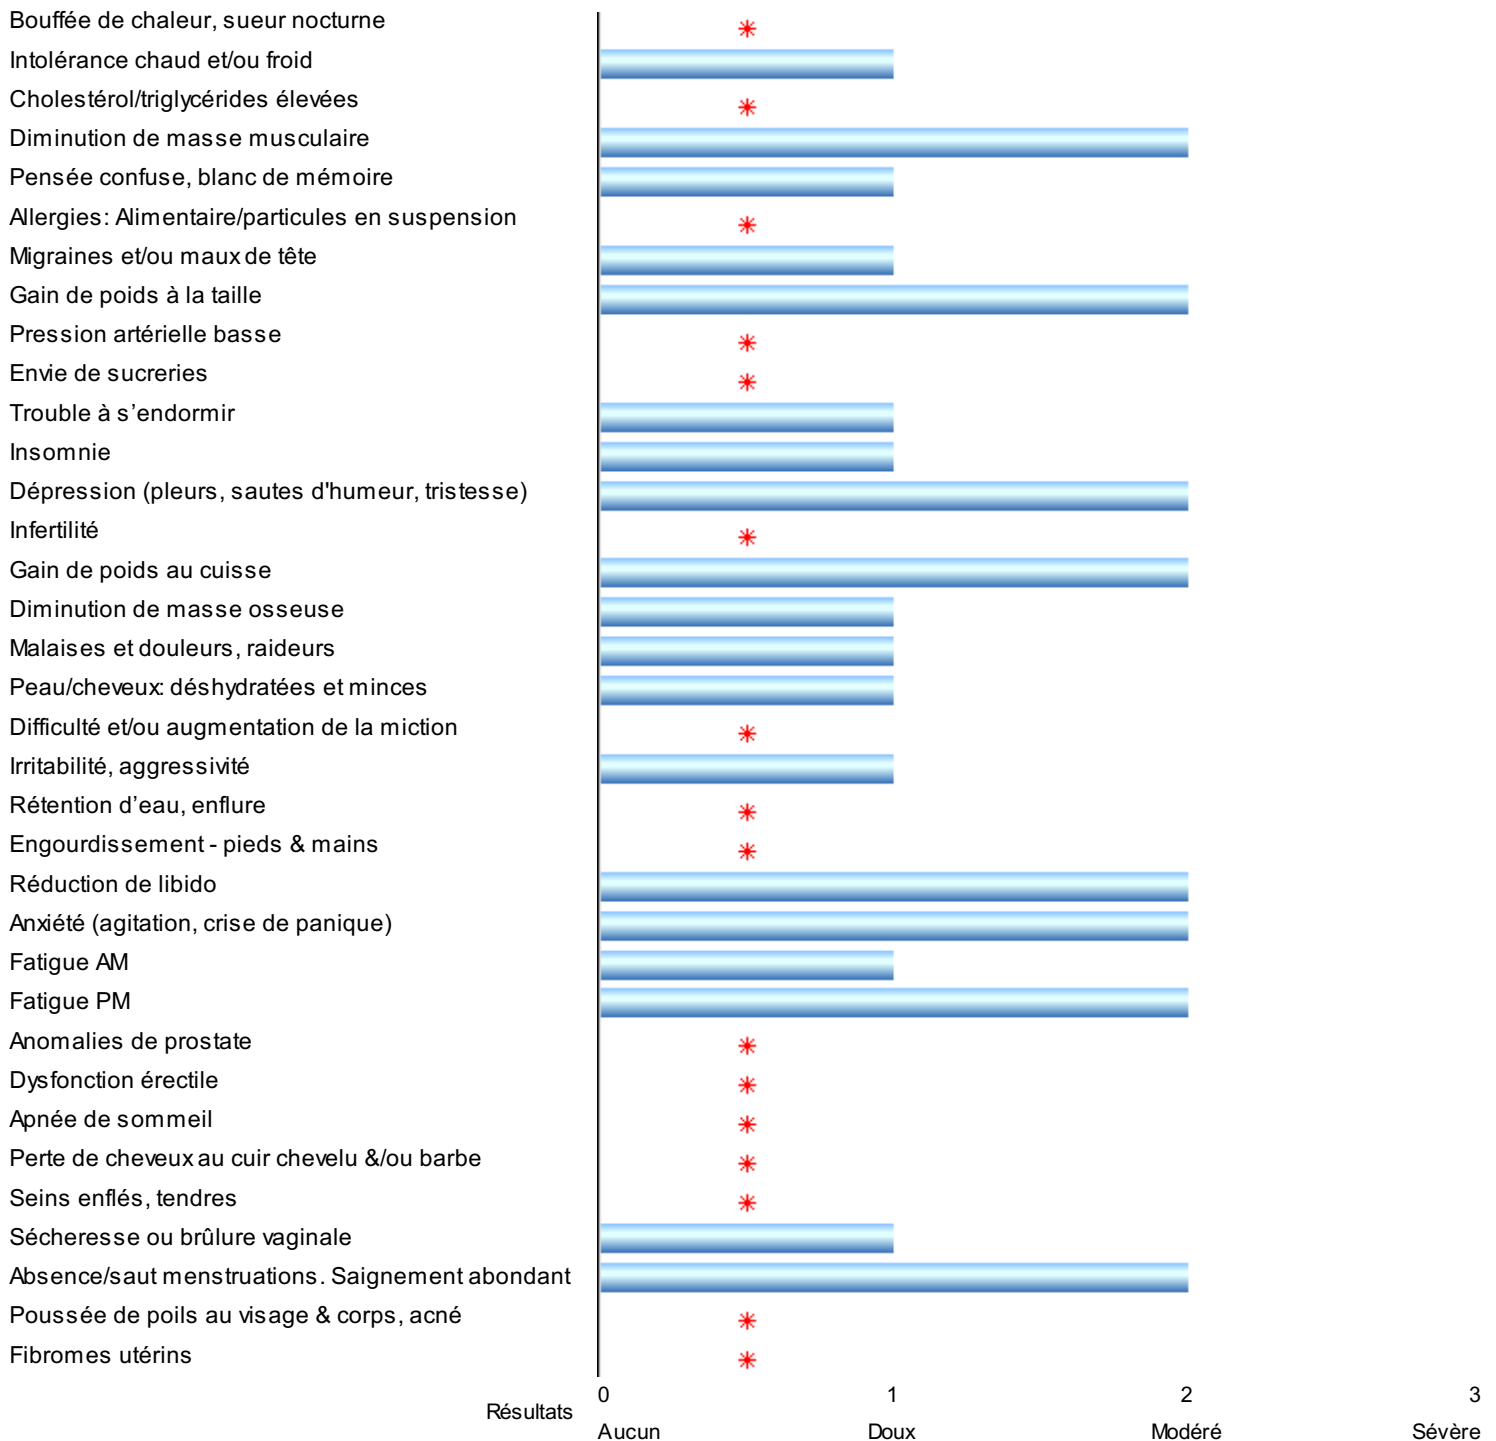 Bouffée de chaleur, sueur nocturne
Intolérance chaud et/ou froid
Cholestérol/triglycérides élevées
Diminution de masse musculaire
Pensée confuse, blanc de mémoire
Allergies: Alimentaire/particules en suspension
Migraines et/ou maux de tête
Gain de poids à la taille
Pression artérielle basse
Envie de sucreries
Trouble à s’endormir
Insomnie
Dépression (pleurs, sautes d'humeur, tristesse)
Infertilité
Gain de poids au cuisse
Diminution de masse osseuse
Malaises et douleurs, raideurs
Peau/cheveux: déshydratées et minces
Difficulté et/ou augmentation de la miction
Irritabilité, aggressivité
Rétention d’eau, enflure
Engourdissement - pieds & mains
Réduction de libido
Anxiété (agitation, crise de panique)
Fatigue AM
Fatigue PM
Anomalies de prostate
Dysfonction érectile
Apnée de sommeil
Perte de cheveux au cuir chevelu &/ou barbe
Seins enflés, tendres
Sécheresse ou brûlure vaginale
Absence/saut menstruations. Saignement abondant
Poussée de poils au visage & corps, acné
Fibromes utérins
0 1 2 3
Résultats
Aucun Doux Modéré Sévère